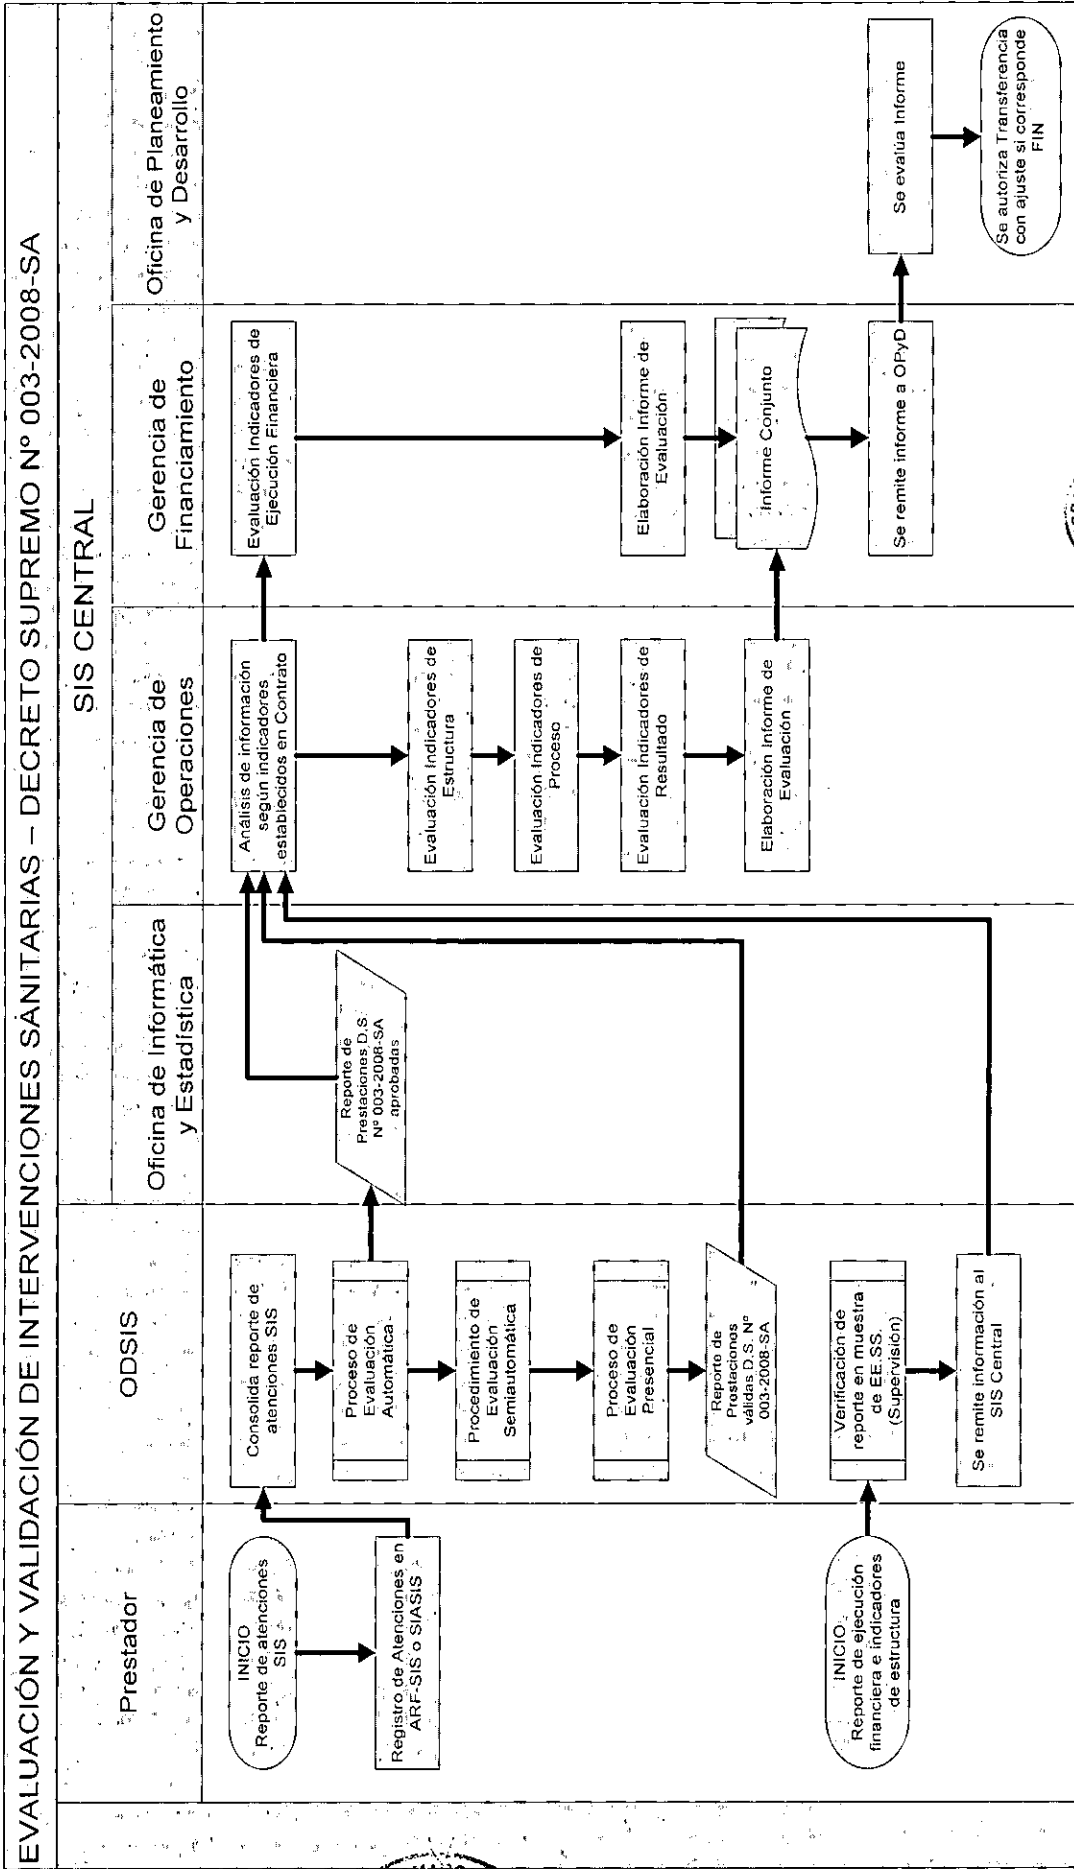 EVALUACIÓN Y VALIDACIÓN DE INTERVENCIONES SANITARIAS – DECRETO SUPREMO N° 003-2008-SA
SIS CENTRAL
Prestador
ODSIS
Oficina de Informática
y Estadística
Gerencia de
Operaciones
Gerencia de
Financiamiento
Oficina de Planeamiento
y Desarrollo
INICIO
Reporte de atenciones
SIS
Registro de Atenciones en
ARF-SIS o SIASIS
INICIO
Reporte de ejecución
financiera e indicadores
de estructura
Consolida reporte de
atenciones SIS
Proceso de
Evaluación
Automática
Procedimiento de
Evaluación
Semiautomática
Proceso de
Evaluación
Presencial
Reporte de
Prostaciones
válidas D.S. N°
003-2008-SA
Verificación de
reporte en muestra
de EE.SS.
(Supervisión)
Se remite información al
SIS Central
Reporte de
Prestaciones D.S.
N° 003-2008-SA
aprobadas
Análisis de información
según indicadores
establecidos en Contrato
Evaluación Indicadores de
Estructura
Evaluación Indicadores de
Proceso
Evaluación Indicadores de
Resultado
Elaboración Informe de
Evaluación
Evaluación Indicadores de
Ejecución Financiera
Elaboración Informe de
Evaluación
Informe Conjunto
Se remite informe a OPyD
Se evalúa Informe
Se autoriza Transferencia
con ajuste si corresponde
FIN